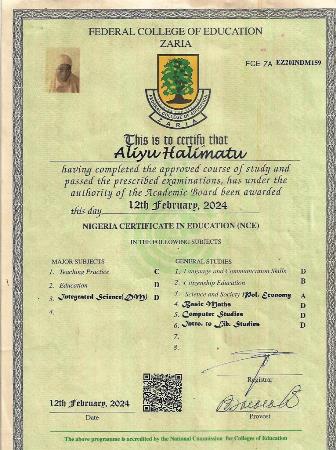 FEDERAL COLLEGE OF EDUCATION
ZARIA
FCE ZA EZ20INDM159
ZARIA
This is to certify that
Aliyu Halimatu
having completed the approved course of study and
passed the prescribed examinations, has under the
authority of the Academic Board been awarded
this day 12th February, 2024
NIGERIA CERTIFICATE IN EDUCATION (NCE)
IN THE FOLLOWING SUBJECTS
MAJOR SUBJECTS
1. Teaching Practice C
2. Education D
3. Integrated Science(DM) D
4.
GENERAL STUDIES
1. Language and Communication Skills D
2. Citizenship Education B
3. Science and Society/Pol. Economy A
4. Basic Maths D
5. Computer Studies D
6. Intro. to Lib. Studies D
7.
8.
Registrar
12th February, 2024
Date
Provost
The above programme is accredited by the National Commission for Colleges of Education